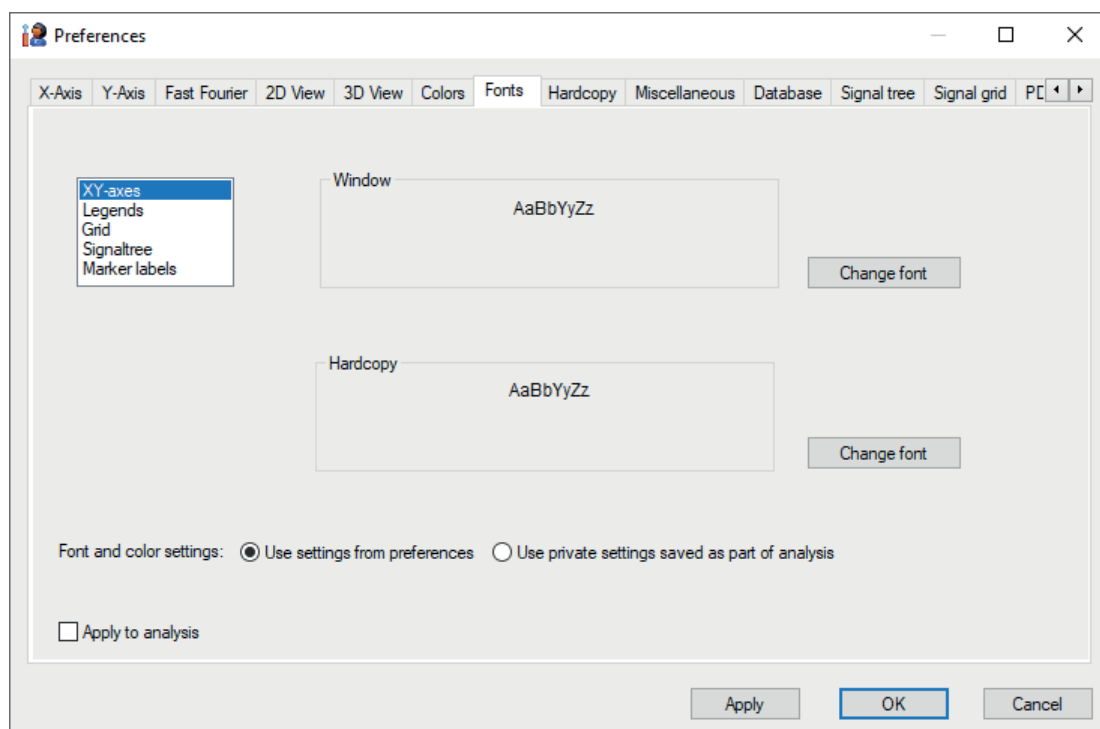 Preferences
X-Axis Y-Axis Fast Fourier 2D View 3D View Colors Fonts Hardcopy Miscellaneous Database Signal tree Signal grid
XY-axes
Legends
Grid
Signaltree
Marker labels
Window
AaBbYyZz
Change font
Hardcopy
AaBbYyZz
Change font
Font and color settings: Use settings from preferences Use private settings saved as part of analysis
Apply to analysis
Apply OK Cancel